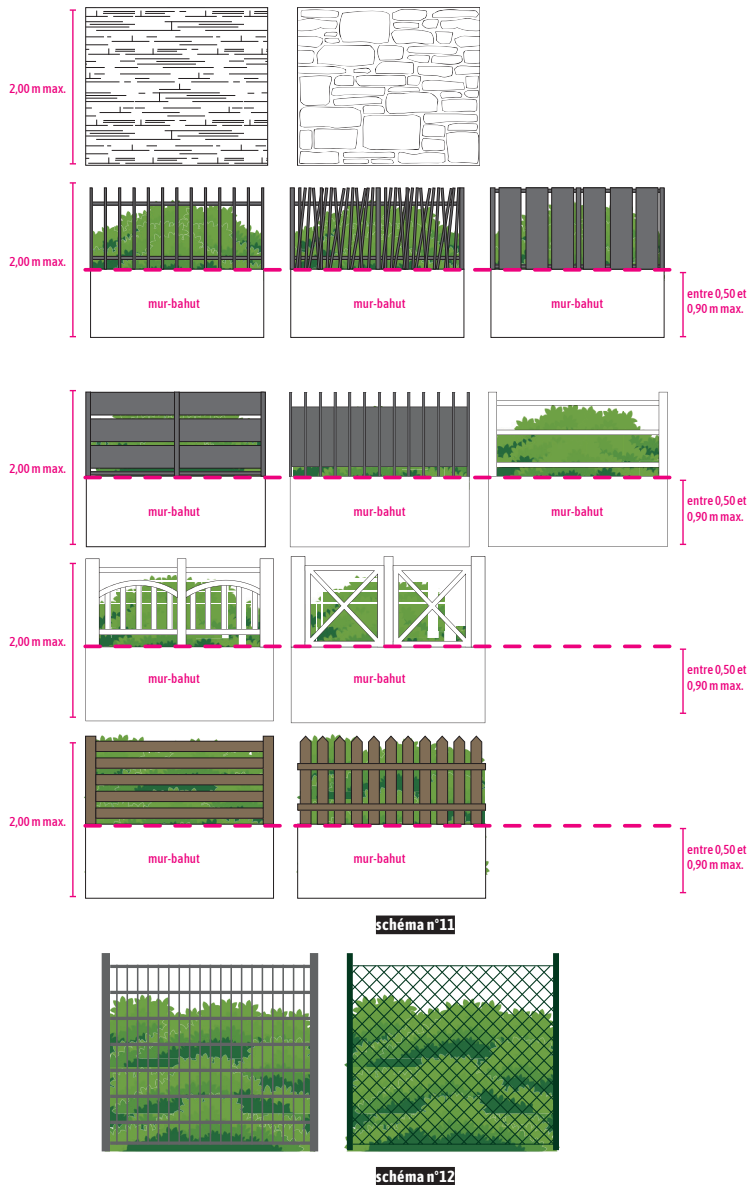 2,00 m max.
2,00 m max.
mur-bahut
mur-bahut
mur-bahut
entre 0,50 et
0,90 m max.
2,00 m max.
mur-bahut
mur-bahut
mur-bahut
entre 0,50 et
0,90 m max.
2,00 m max.
mur-bahut
mur-bahut
entre 0,50 et
0,90 m max.
2,00 m max.
mur-bahut
mur-bahut
entre 0,50 et
0,90 m max.
schéma n°11
schéma n°12